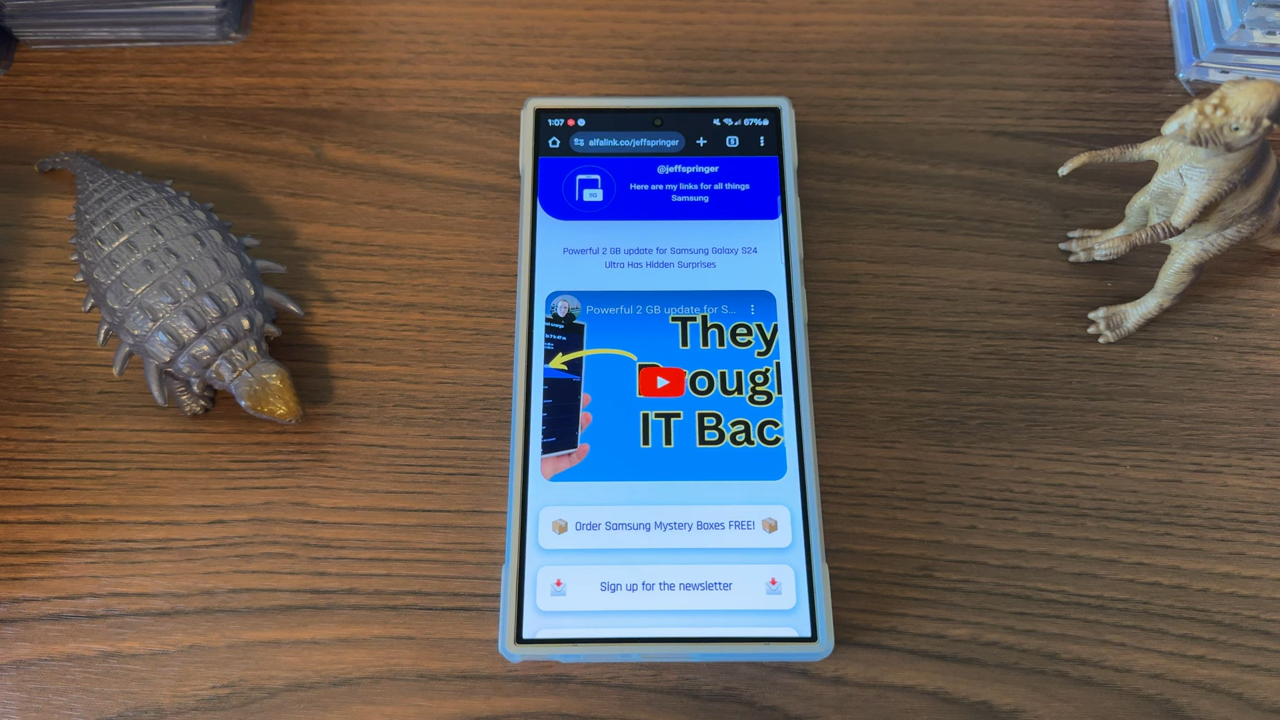 1:07 67%
alfalink.co/jeffspringer
@jeffspringer
Here are my links for all things
Samsung
Powerful 2 GB update for Samsung Galaxy S24
Ultra Has Hidden Surprises
Powerful 2 GB update for S...
They
rough
IT Bac
Order Samsung Mystery Boxes FREE!
Sign up for the newsletter